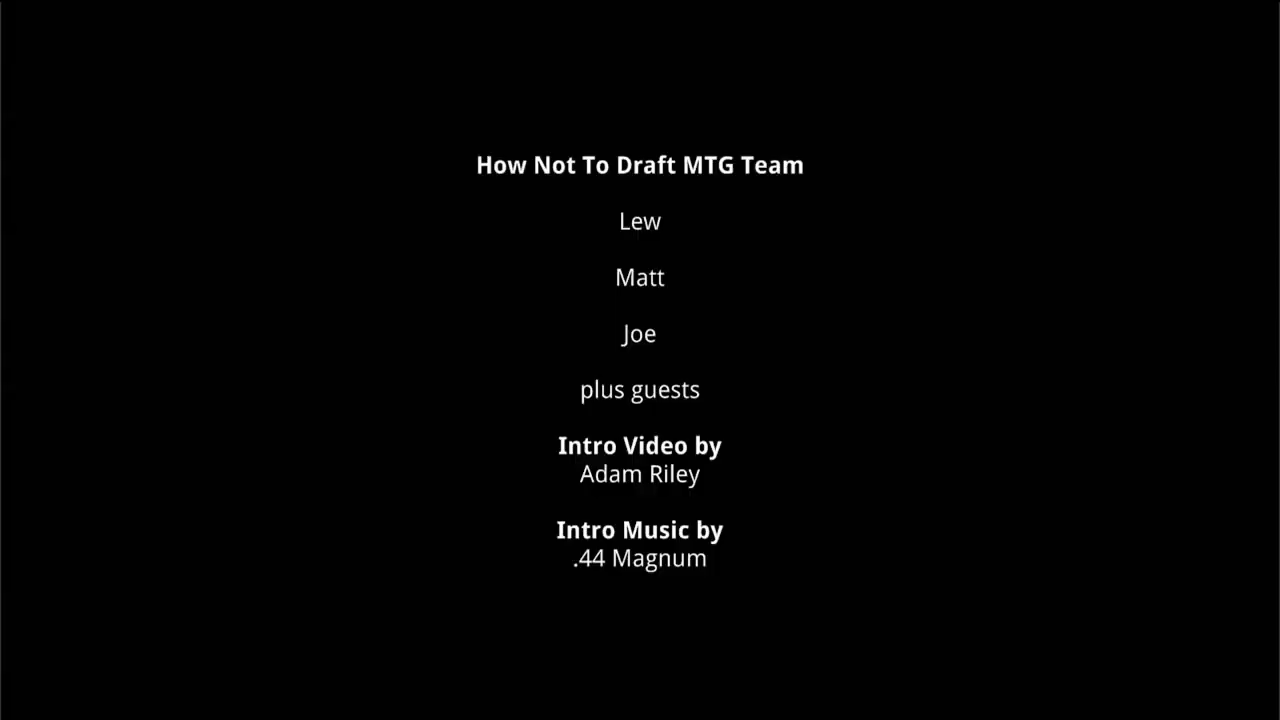 How Not To Draft MTG Team
Lew
Matt
Joe
plus guests
Intro Video by
Adam Riley
Intro Music by
.44 Magnum